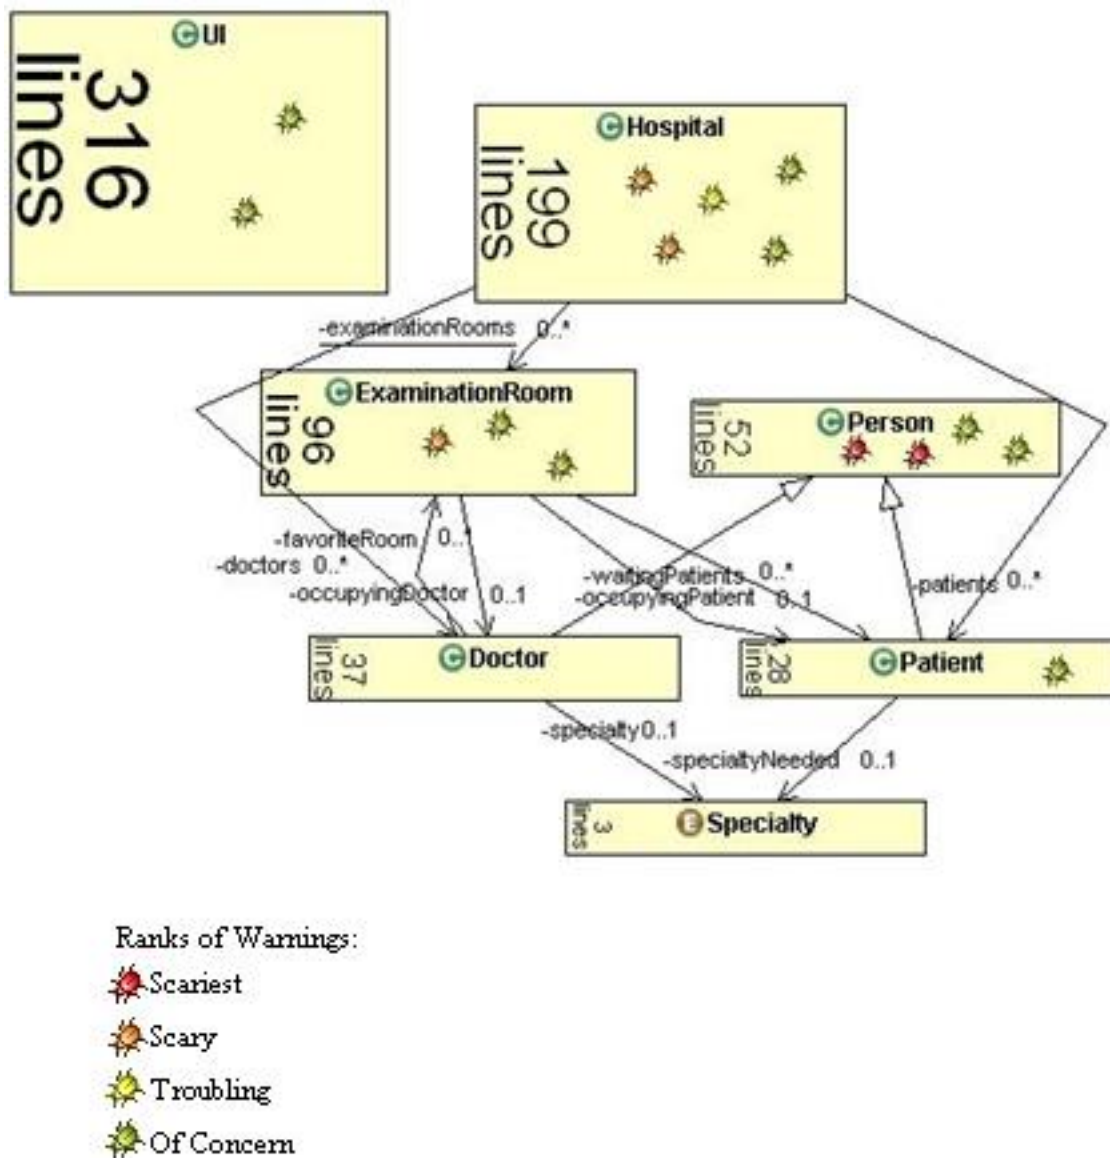 UI
316
lines
Hospital
199
lines
-examinationRooms 0..*
ExaminationRoom
96
lines
Person
52
lines
-favoriteRoom 0..*
-doctors 0..*
-occupyingDoctor 0..1
-waitingPatients 0..*
-occupyingPatient 0..1
-patients 0..*
Doctor
37
lines
Patient
28
lines
-specialty 0..1
-specialtyNeeded 0..1
E Specialty
3
lines
Ranks of Warnings:
Scariest
Scary
Troubling
Of Concern